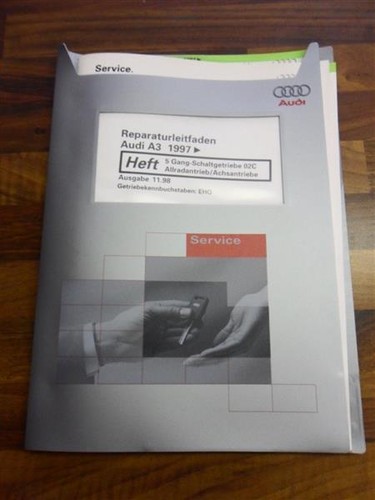 Service.
Audi
Reparaturleitfaden
Audi A3 1997 ►
Heft 5 Gang-Schaltgetriebe 02C
Allradantrieb/Achsantriebe
Ausgabe 11.98
Getriebekennbuchstaben: EHC
Service